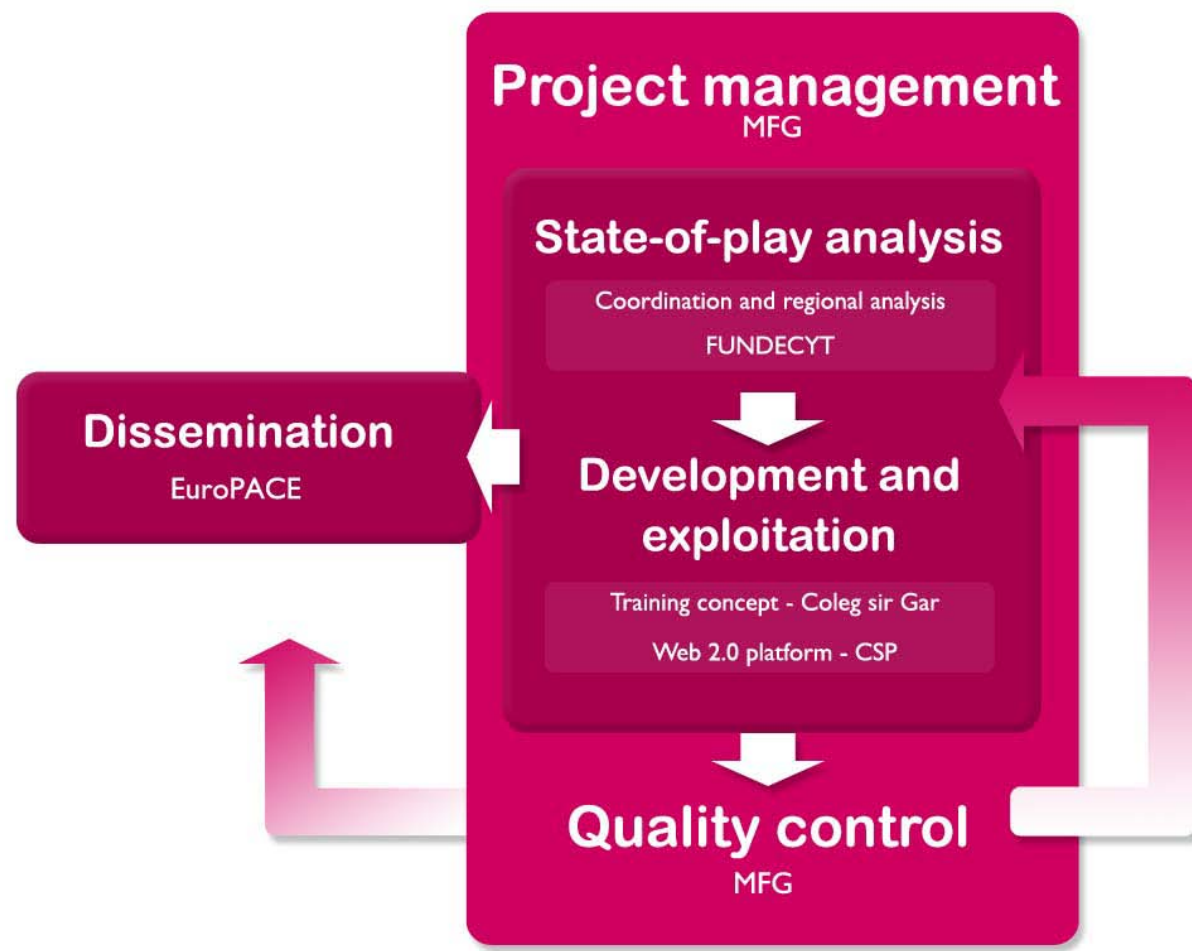 Project management
MFG
State-of-play analysis
Coordination and regional analysis
FUNDECYT
Dissemination
EuroPACE
Development and
exploitation
Training concept - Coleg sir Gar
Web 2.0 platform - CSP
Quality control
MFG